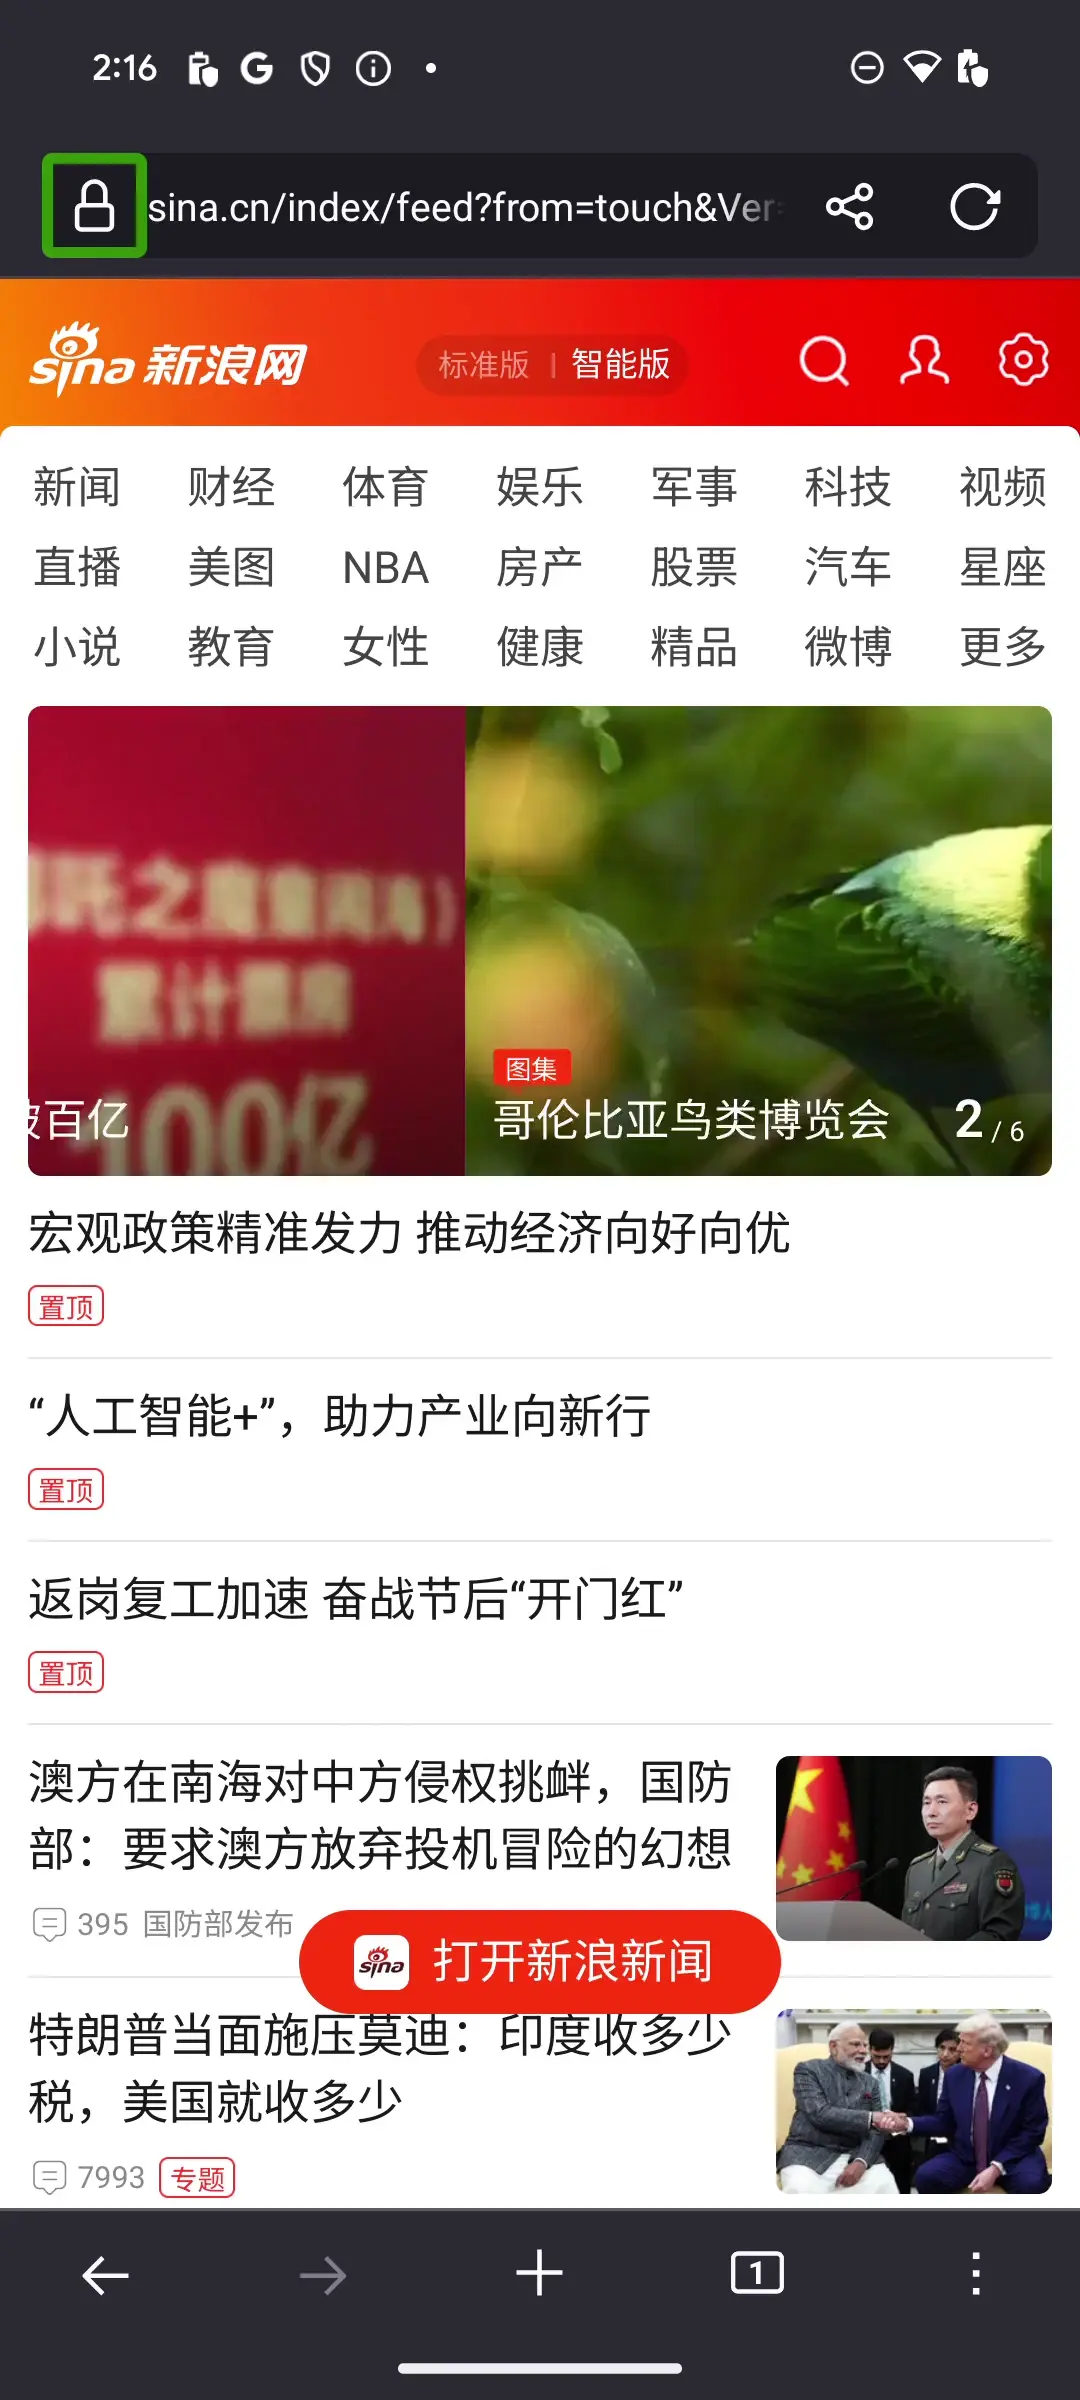 2:16
sina.cn/index/feed?from=touch&Ver=
sina 新浪网
标准版 | 智能版
新闻 财经 体育 娱乐 军事 科技 视频
直播 美图 NBA 房产 股票 汽车 星座
小说 教育 女性 健康 精品 微博 更多
累计票房
100亿
百亿
图集
哥伦比亚鸟类博览会 2 / 6
宏观政策精准发力 推动经济向好向优
置顶
“人工智能+”，助力产业向新行
置顶
返岗复工加速 奋战节后“开门红”
置顶
澳方在南海对中方侵权挑衅，国防
部：要求澳方放弃投机冒险的幻想
395 国防部发布
sina 打开新浪新闻
特朗普当面施压莫迪：印度收多少
税，美国就收多少
7993 专题
1